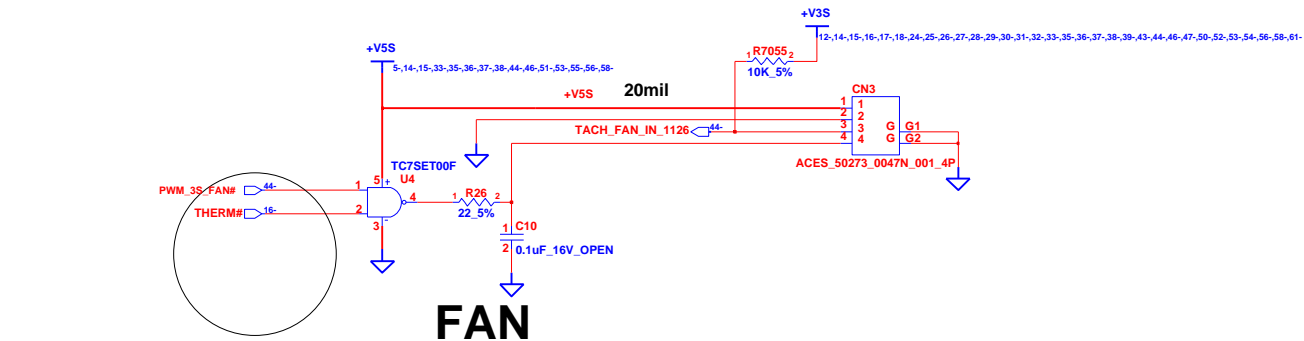 +V3S
12-,14-,15-,16-,17-,18-,24-,25-,26-,27-,28-,29-,30-,31-,32-,33-,35-,36-,37-,38-,39-,43-,44-,46-,47-,50-,52-,53-,54-,56-,58-,61-
+V5S
5-,14-,15-,33-,35-,36-,37-,38-,44-,46-,51-,53-,55-,56-,58-
1 R7055 2
10K_5%
+V5S 20mil
CN3
1 1
2 2
TACH_FAN_IN_1126 44- 3 3 G G1
4 4 G G2
ACES_50273_0047N_001_4P
TC7SET00F
U4
5 +
PWM_3S_FAN# 44- 1
4
1 R26 2
22_5%
THERM# 16- 2
3 -
1 C10
2 0.1uF_16V_OPEN
FAN